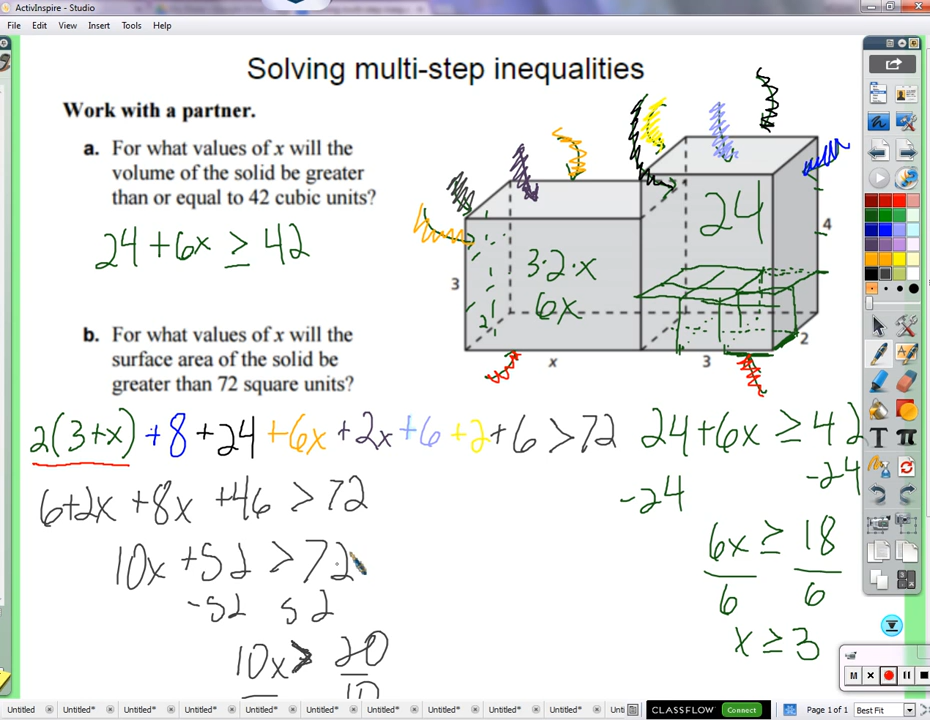 ActivInspire - Studio
File Edit View Insert Tools Help
Solving multi-step inequalities
Work with a partner.
a. For what values of x will the
volume of the solid be greater
than or equal to 42 cubic units?
24 + 6x ≥ 42
b. For what values of x will the
surface area of the solid be
greater than 72 square units?
24
4
3·2·x
6x
3
2
2
x
3
2(3+x) +8 +24 +6x +2x +6 +2 +6 > 72
6+2x +8x +46 > 72
10x +52 > 72
-52 52
10x > 20
10
24+6x ≥ 42
-24 -24
6x ≥ 18
6 6
x ≥ 3
T π
M
Untitled Untitled* Untitled* Untitled* Untitled* Untitled* Untitled* Untitled* Untitled* Unti CLASSFLOW Connect Page 1 of 1 Best Fit